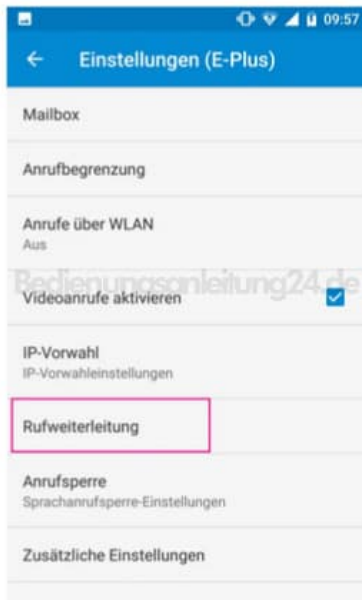 09:57
Einstellungen (E-Plus)
Mailbox
Anrufbegrenzung
Anrufe über WLAN
Aus
Bedienungsanleitung24.de
Videoanrufe aktivieren
IP-Vorwahl
IP-Vorwahleinstellungen
Rufweiterleitung
Anrufsperre
Sprachanrufsperre-Einstellungen
Zusätzliche Einstellungen